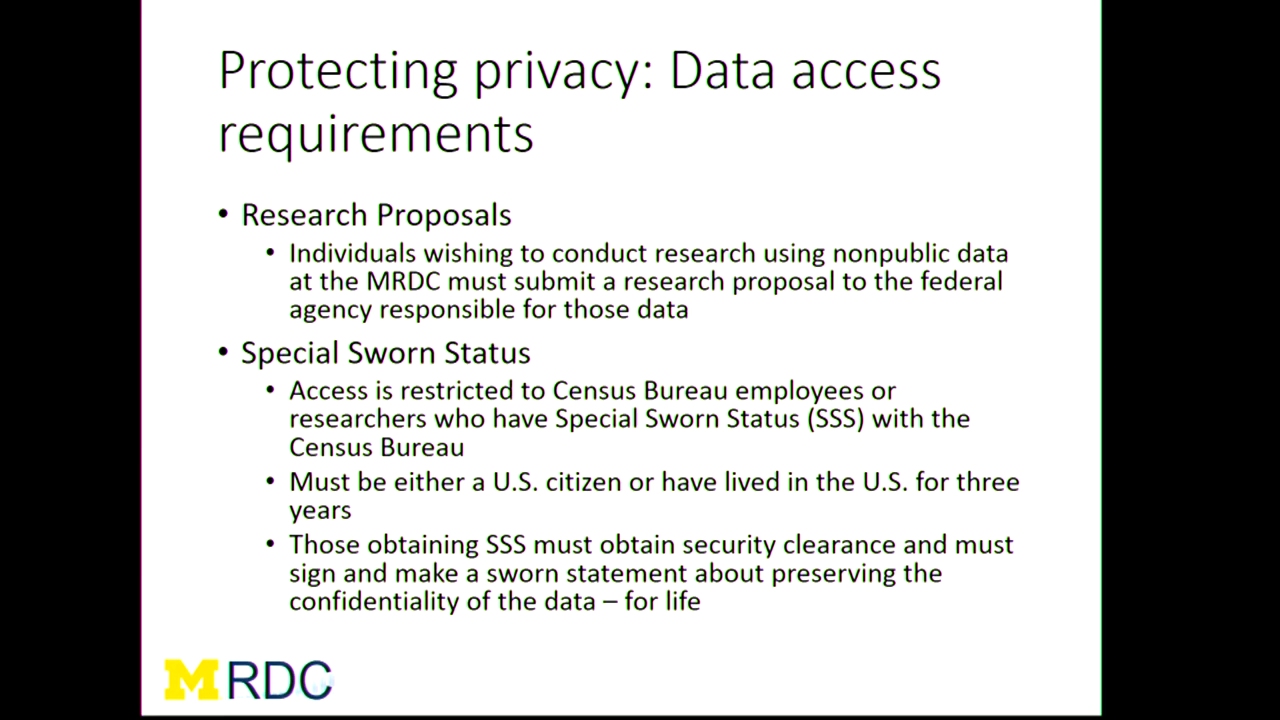 Protecting privacy: Data access
requirements
• Research Proposals
• Individuals wishing to conduct research using nonpublic data
at the MRDC must submit a research proposal to the federal
agency responsible for those data
• Special Sworn Status
• Access is restricted to Census Bureau employees or
researchers who have Special Sworn Status (SSS) with the
Census Bureau
• Must be either a U.S. citizen or have lived in the U.S. for three
years
• Those obtaining SSS must obtain security clearance and must
sign and make a sworn statement about preserving the
confidentiality of the data – for life
M RDC